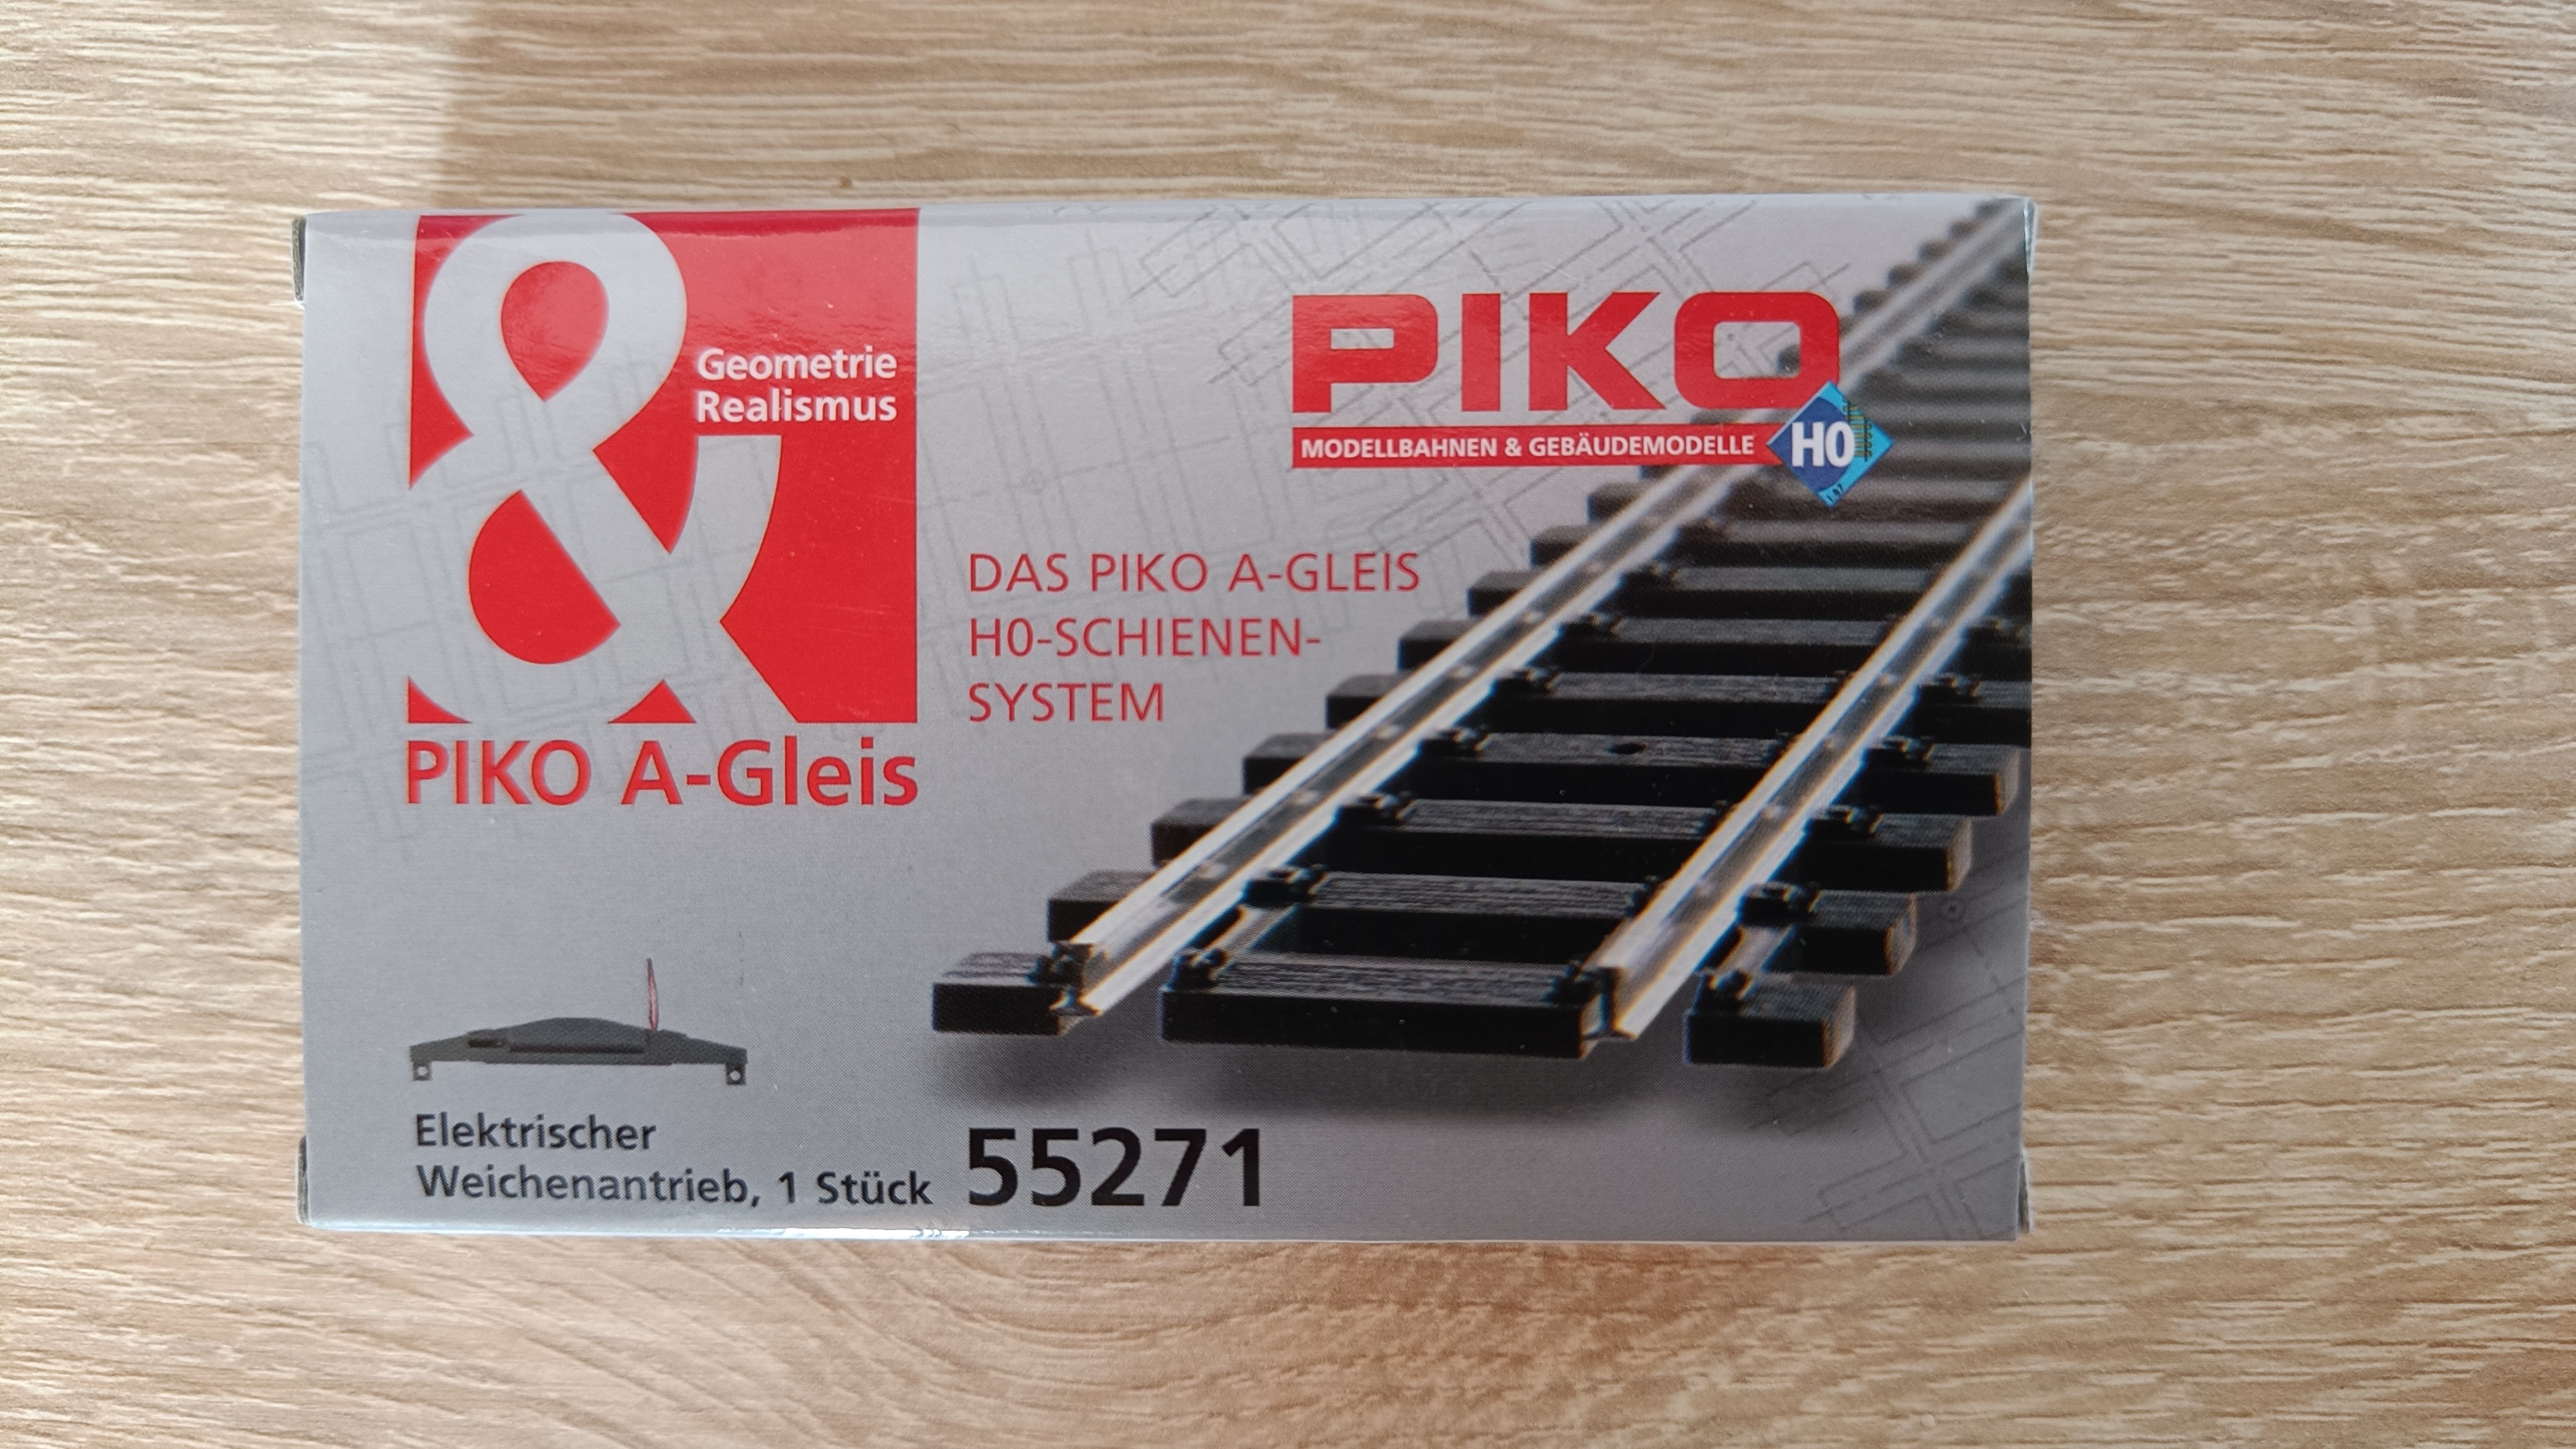 &
Geometrie
Realismus
PIKO A-Gleis
PIKO
MODELLBAHNEN & GEBÄUDEMODELLE
H0
DAS PIKO A-GLEIS
H0-SCHIENEN-
SYSTEM
Elektrischer
Weichenantrieb, 1 Stück
55271